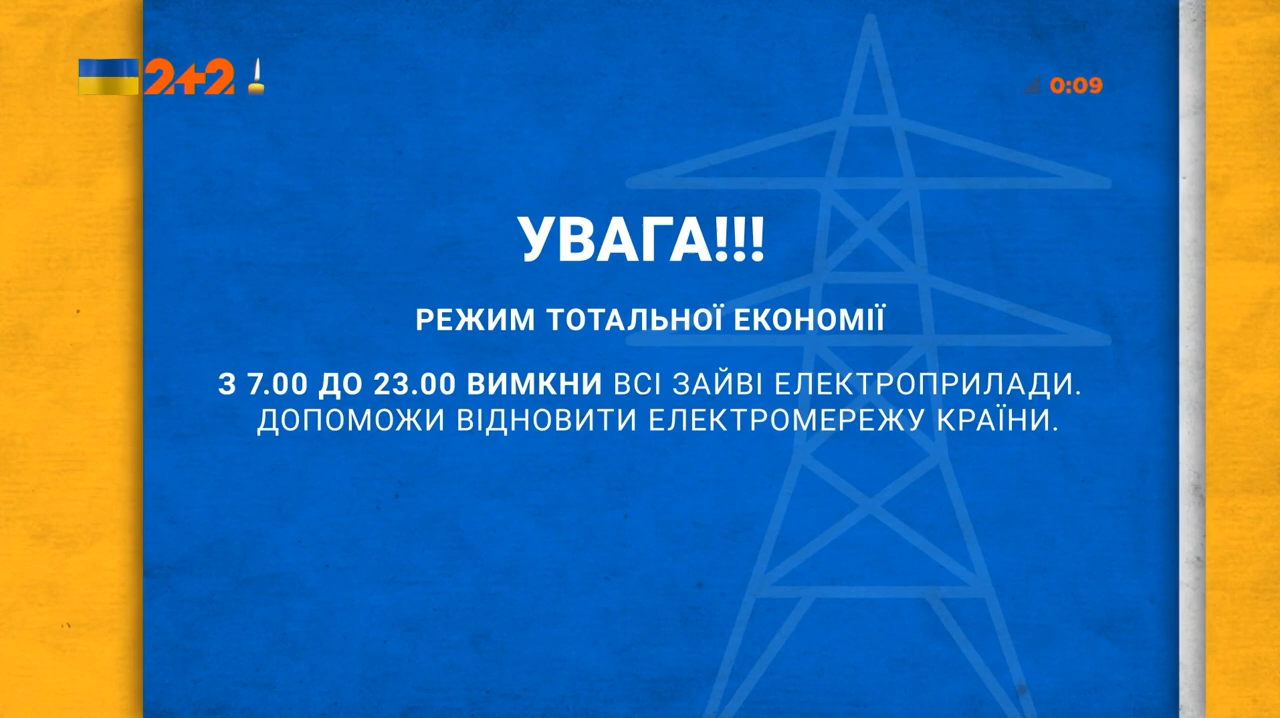 2+2
0:09
УВАГА!!!
РЕЖИМ ТОТАЛЬНОЇ ЕКОНОМІЇ
З 7.00 ДО 23.00 ВИМКНИ ВСІ ЗАЙВІ ЕЛЕКТРОПРИЛАДИ.
ДОПОМОЖИ ВІДНОВИТИ ЕЛЕКТРОМЕРЕЖУ КРАЇНИ.